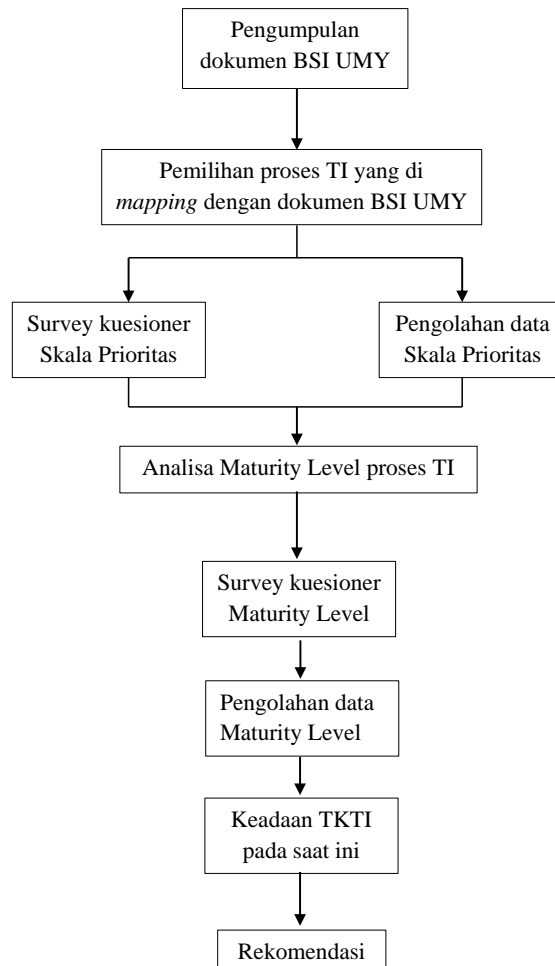 Pengumpulan
dokumen BSI UMY
Pemilihan proses TI yang di
mapping dengan dokumen BSI UMY
Survey kuesioner
Skala Prioritas
Pengolahan data
Skala Prioritas
Analisa Maturity Level proses TI
Survey kuesioner
Maturity Level
Pengolahan data
Maturity Level
Keadaan TKTI
pada saat ini
Rekomendasi